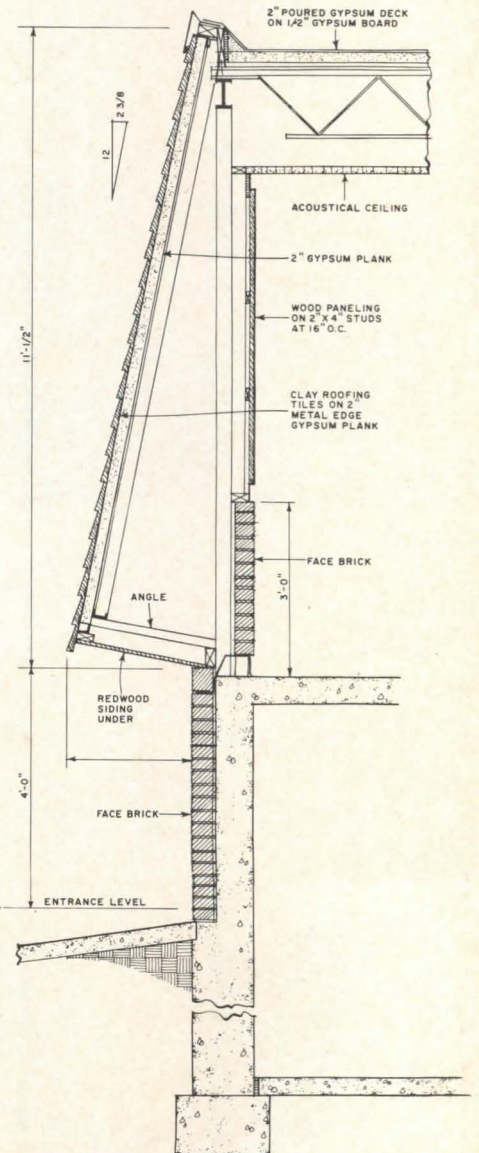 2" POURED GYPSUM DECK
ON 1/2" GYPSUM BOARD
2 3/8
12
ACOUSTICAL CEILING
2" GYPSUM PLANK
WOOD PANELING
ON 2" X 4" STUDS
AT 16" O.C.
11'-1/2"
CLAY ROOFING
TILES ON 2"
METAL EDGE
GYPSUM PLANK
FACE BRICK
3'-0"
ANGLE
REDWOOD
SIDING
UNDER
4'-0"
FACE BRICK
ENTRANCE LEVEL